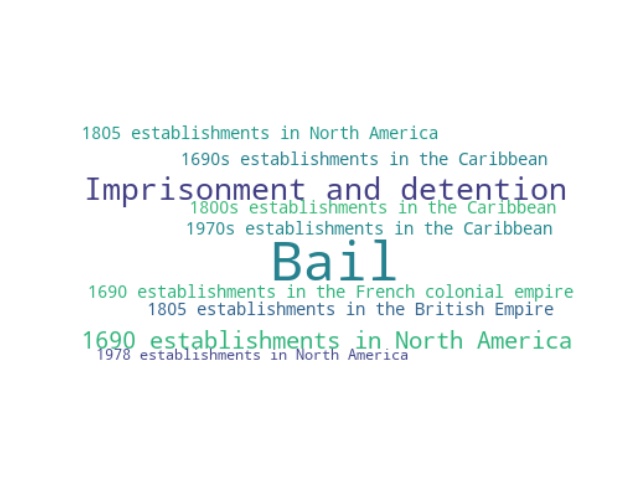 1805 establishments in North America
1690s establishments in the Caribbean
Imprisonment and detention
1800s establishments in the Caribbean
1970s establishments in the Caribbean
Bail
1690 establishments in the French colonial empire
1805 establishments in the British Empire
1690 establishments in North America
1978 establishments in North America